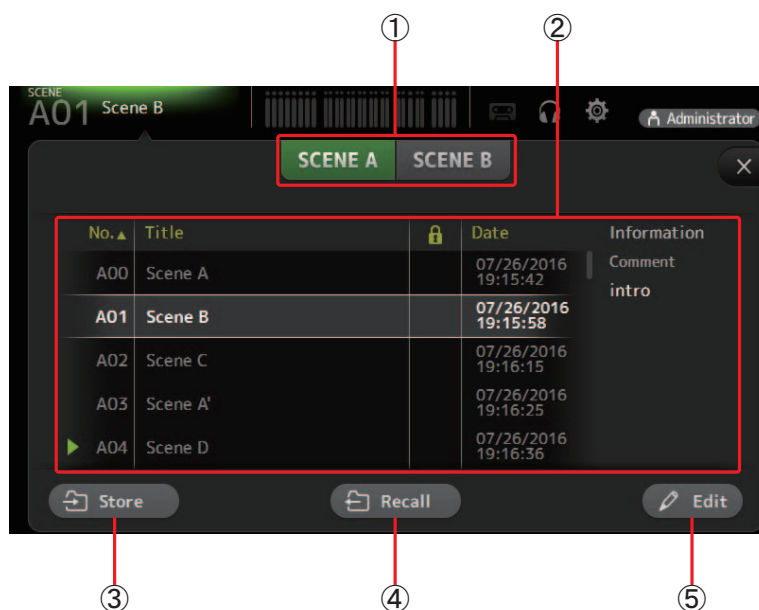 ① ②
SCENE
A01 Scene B
Administrator
SCENE A SCENE B
No. ▲ Title Date Information
A00 Scene A 07/26/2016 Comment
19:15:42
intro
A01 Scene B 07/26/2016
19:15:58
A02 Scene C 07/26/2016
19:16:15
A03 Scene A' 07/26/2016
19:16:25
A04 Scene D 07/26/2016
19:16:36
Store Recall Edit
③ ④ ⑤